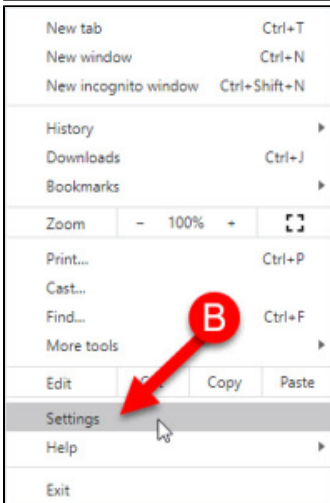 New tab Ctrl+T
New window Ctrl+N
New incognito window Ctrl+Shift+N
History
Downloads Ctrl+J
Bookmarks
Zoom - 100% +
Print... Ctrl+P
Cast...
B
Find... Ctrl+F
More tools
Edit Copy Paste
Settings
Help
Exit